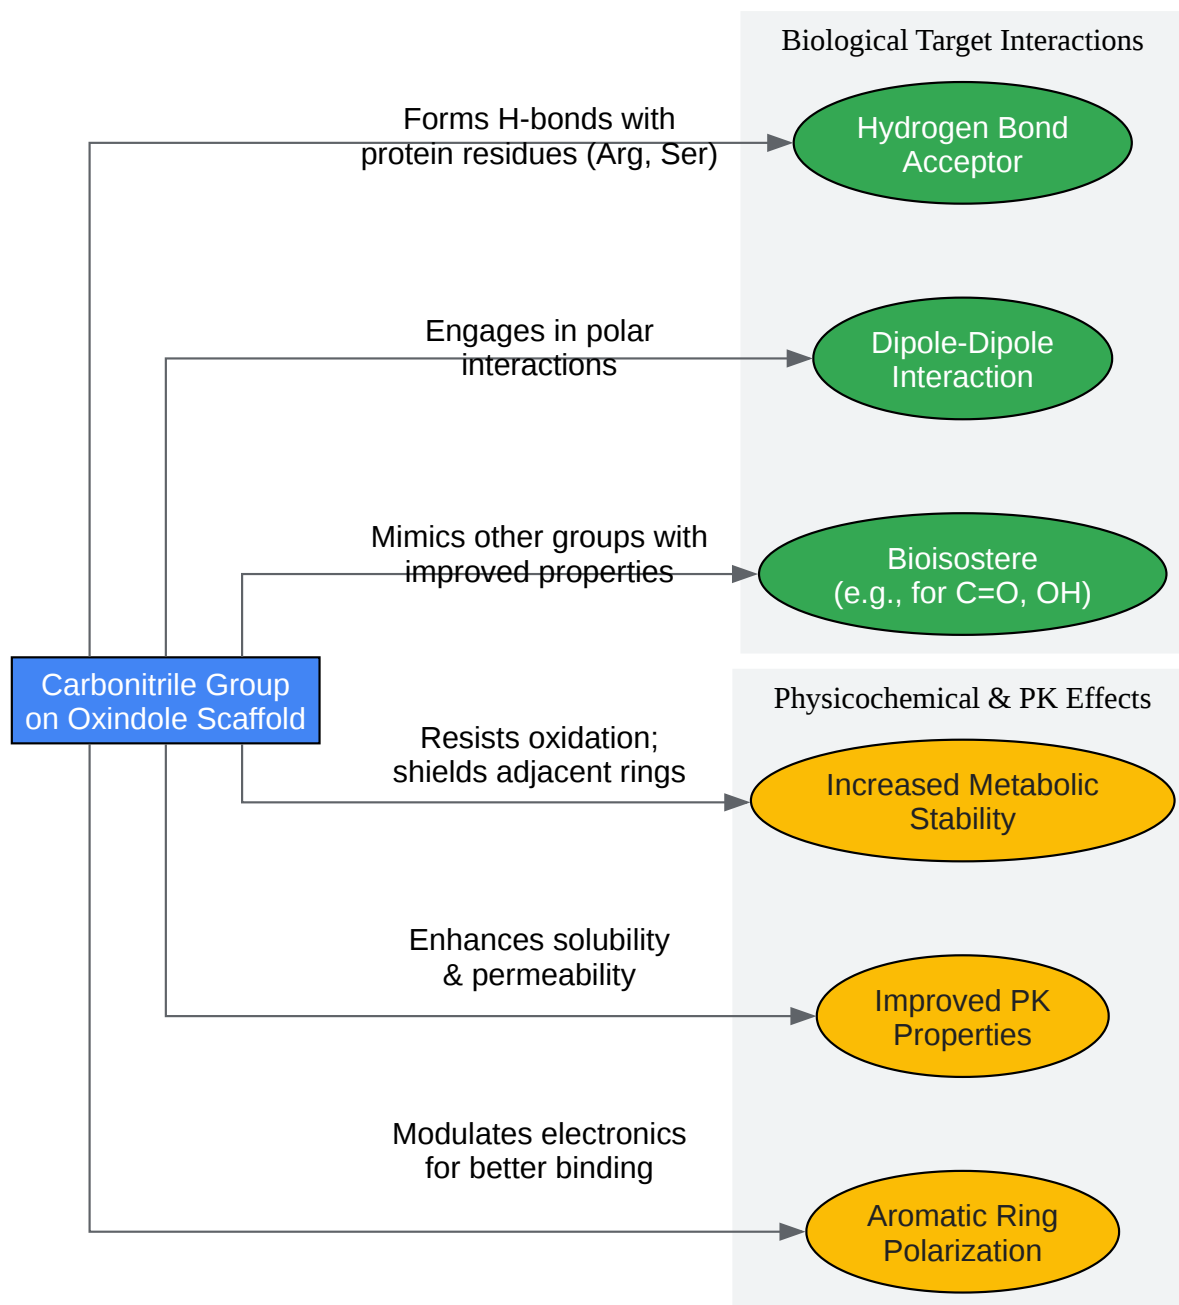 Biological Target Interactions
Forms H-bonds with
protein residues (Arg, Ser)
Hydrogen Bond
Acceptor
Engages in polar
interactions
Dipole-Dipole
Interaction
Mimics other groups with
improved properties
Bioisostere
(e.g., for C=O, OH)
Carbonitrile Group
on Oxindole Scaffold
Physicochemical & PK Effects
Resists oxidation;
shields adjacent rings
Increased Metabolic
Stability
Enhances solubility
& permeability
Improved PK
Properties
Modulates electronics
for better binding
Aromatic Ring
Polarization